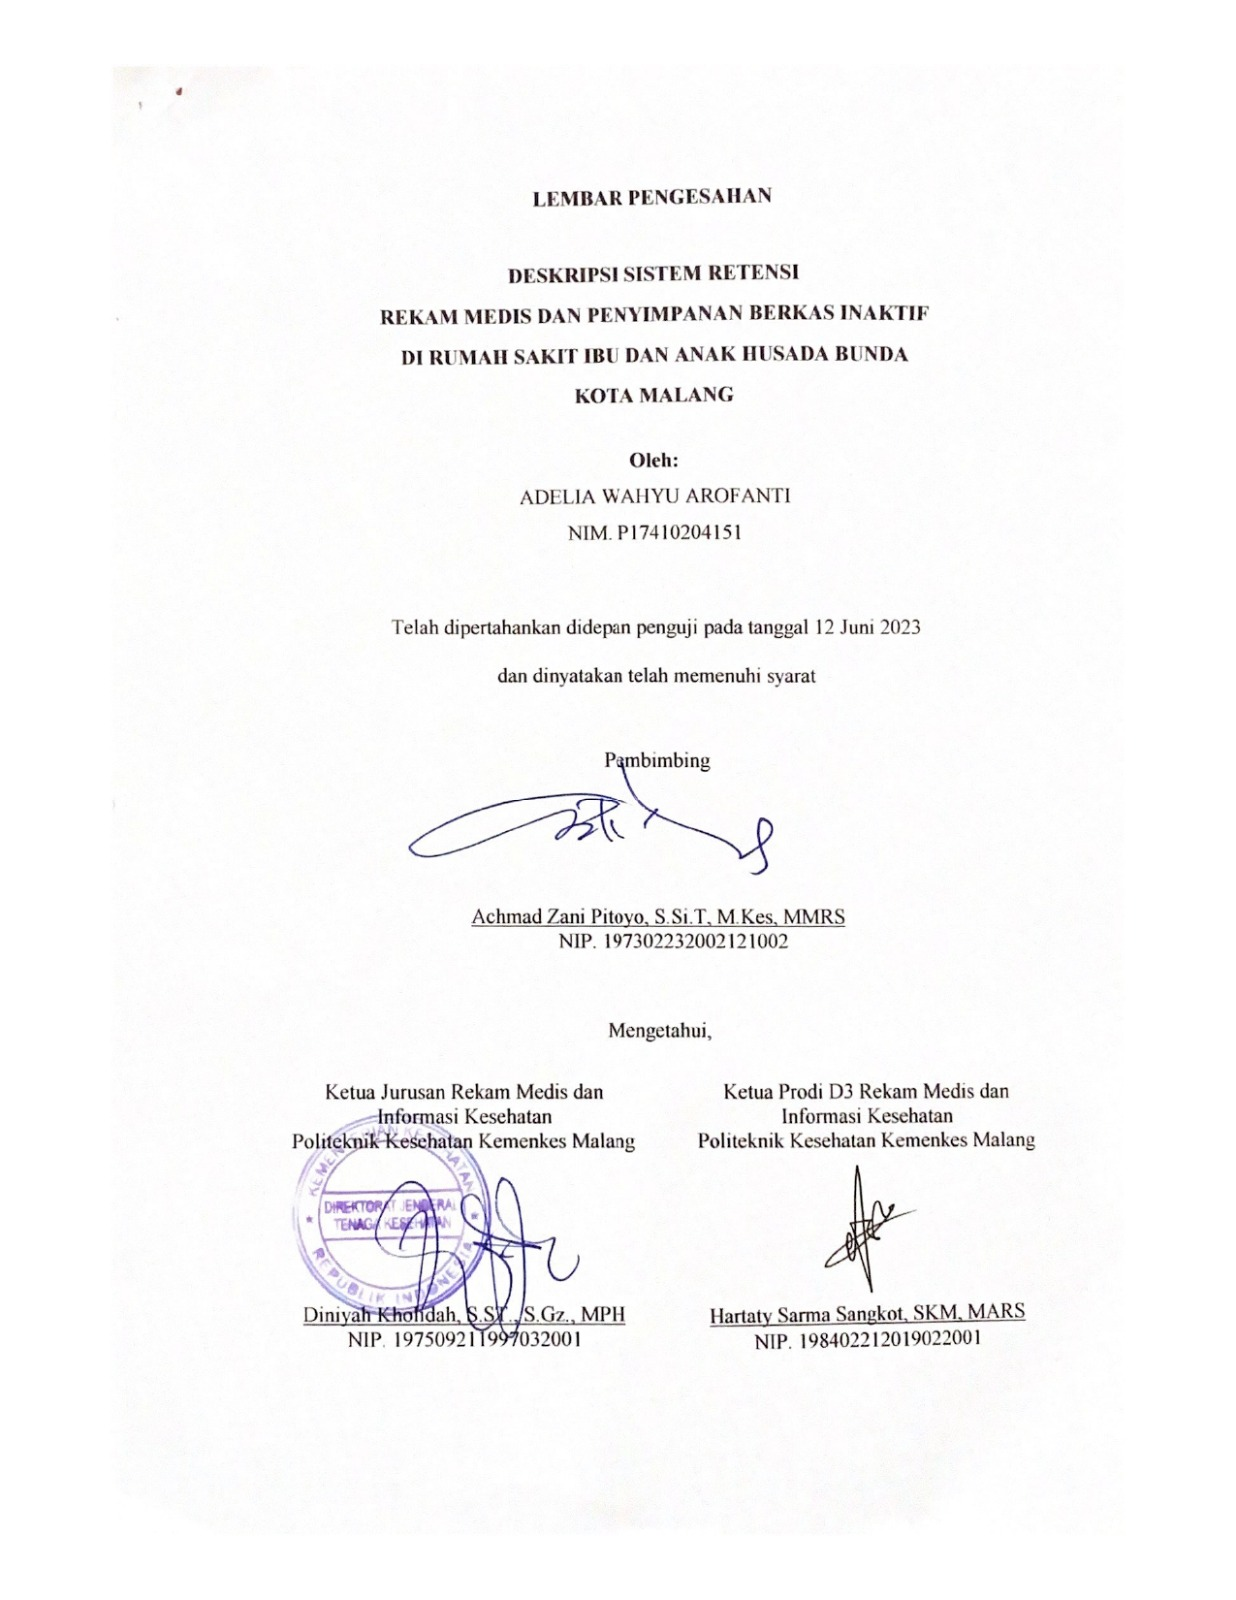 LEMBAR PENGESAHAN
DESKRIPSI SISTEM RETENSI
REKAM MEDIS DAN PENYIMPANAN BERKAS INAKTIF
DI RUMAH SAKIT IBU DAN ANAK HUSADA BUNDA
KOTA MALANG
Oleh:
ADELIA WAHYU AROFANTI
NIM. P17410204151
Telah dipertahankan didepan penguji pada tanggal 12 Juni 2023
dan dinyatakan telah memenuhi syarat
Pembimbing
Achmad Zani Pitoyo, S.Si.T, M.Kes, MMRS
NIP. 197302232002121002
Mengetahui,
Ketua Jurusan Rekam Medis dan
Informasi Kesehatan
Politeknik Kesehatan Kemenkes Malang
KEMENTERIAN KESEHATAN
DIREKTORAT JENDERAL
TENAGA KESEHATAN
REPUBLIK INDONESIA
Diniyah Kholidah, S.ST., S.Gz., MPH
NIP. 197509211997032001
Ketua Prodi D3 Rekam Medis dan
Informasi Kesehatan
Politeknik Kesehatan Kemenkes Malang
Hartaty Sarma Sangkot, SKM, MARS
NIP. 198402212019022001